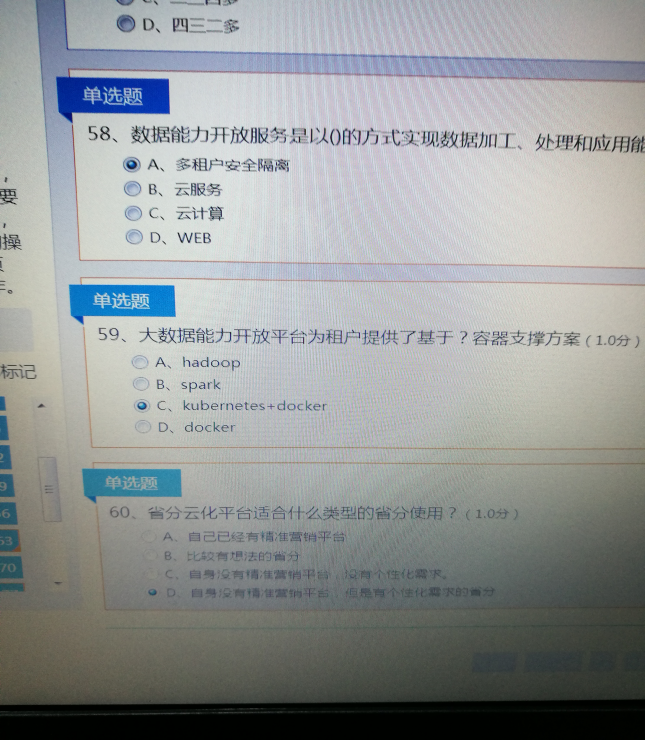 D、四三二多
单选题
58、数据能力开放服务是以()的方式实现数据加工、处理和应用能
A、多租户安全隔离
B、云服务
C、云计算
D、WEB
要
操
单选题
59、大数据能力开放平台为租户提供了基于？容器支撑方案（1.0分）
标记
A、hadoop
B、spark
C、kubernetes+docker
D、docker
单选题
60、省分云化平台适合什么类型的省分使用？（1.0分）
A、自己已经有精准营销平台
B、比较有想法的省分
C、自身没有精准营销平台，没有个性化需求。
D、自身没有精准营销平台，但是有个性化需求的省分
70